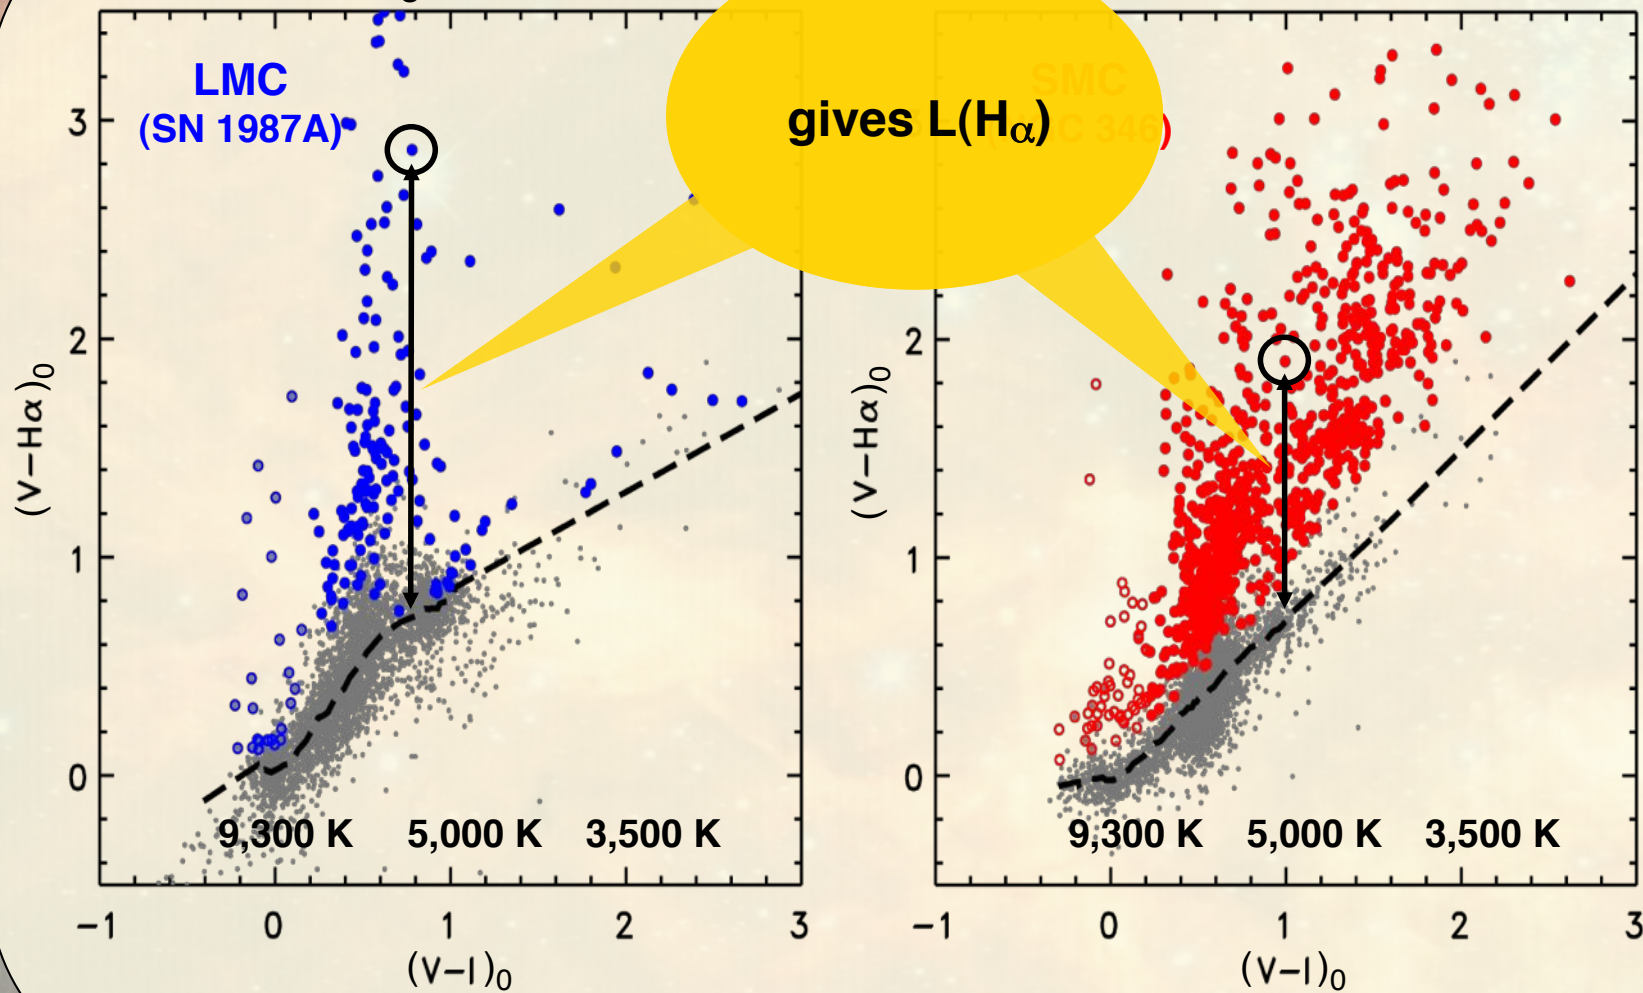 LMC
(SN 1987A)
SMC
346)
gives L(Hα)
3
2
1
0
(V−Hα)₀
9,300 K 5,000 K 3,500 K
−1 0 1 2 3
(V−I)₀
2
1
0
(V−Hα)₀
9,300 K 5,000 K 3,500 K
−1 0 1 2 3
(V−I)₀